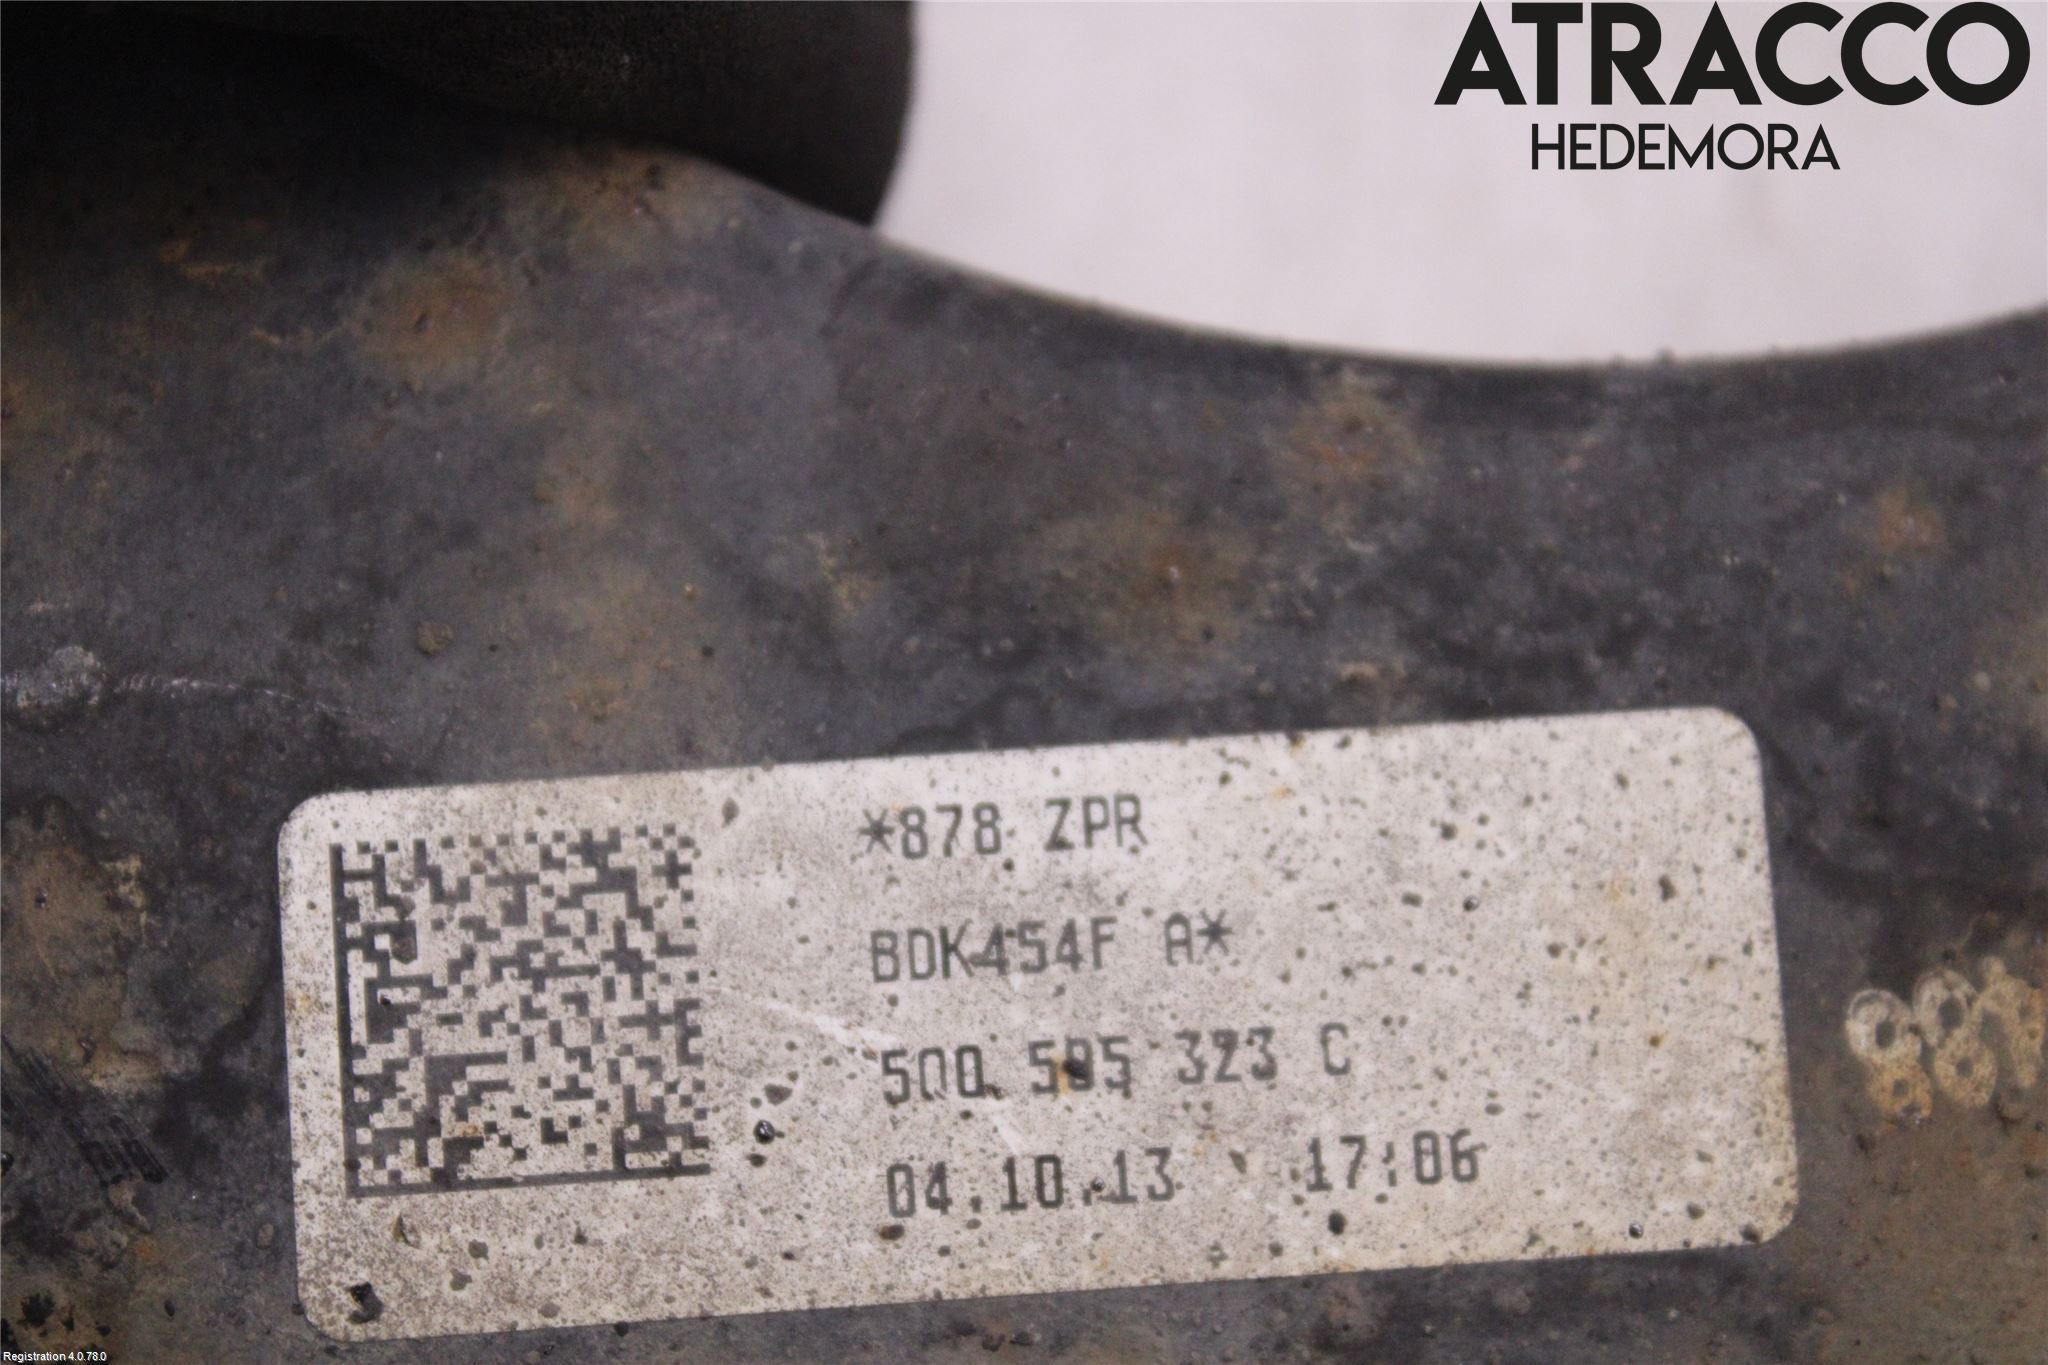 ATRACCO
HEDEMORA
*878 ZPR
BDK454F A*
5Q0 505 323 C
04.10.13 17:06
Registration 4.0.78.0